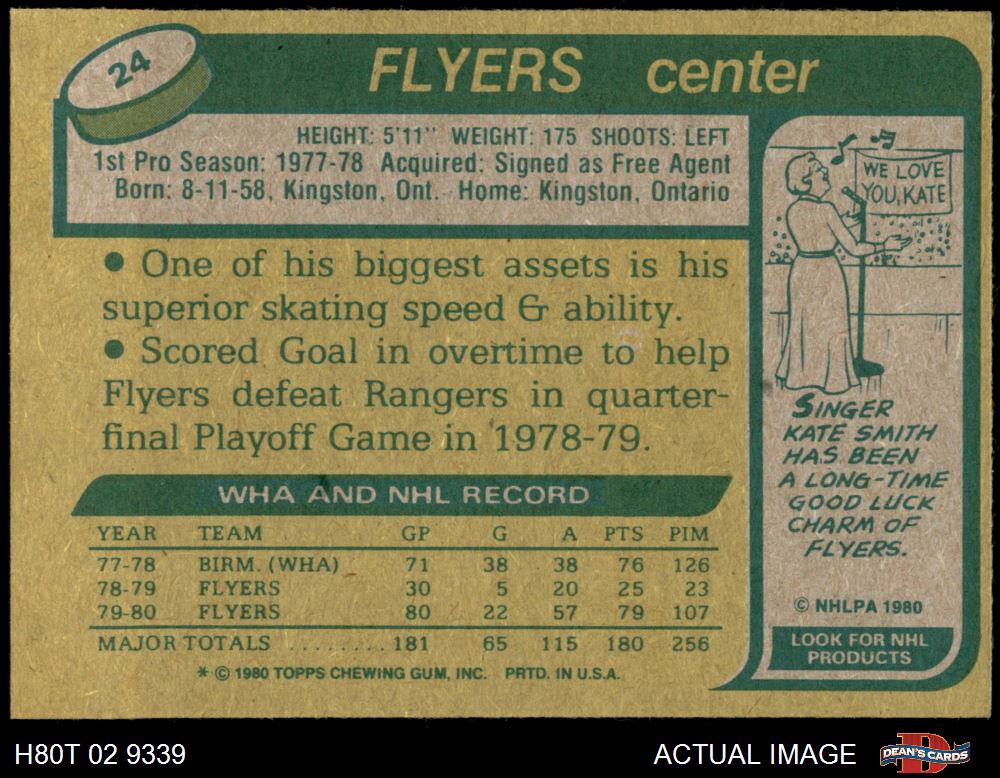 24
FLYERS center
HEIGHT: 5'11" WEIGHT: 175 SHOOTS: LEFT
1st Pro Season: 1977-78 Acquired: Signed as Free Agent
Born: 8-11-58, Kingston, Ont. Home: Kingston, Ontario
• One of his biggest assets is his
superior skating speed & ability.
• Scored Goal in overtime to help
Flyers defeat Rangers in quarter-
final Playoff Game in 1978-79.
WHA AND NHL RECORD
YEAR TEAM GP G A PTS PIM
77-78 BIRM. (WHA) 71 38 38 76 126
78-79 FLYERS 30 5 20 25 23
79-80 FLYERS 80 22 57 79 107
MAJOR TOTALS ........ 181 65 115 180 256
* © 1980 TOPPS CHEWING GUM, INC. PRTD. IN U.S.A.
WE LOVE
YOU, KATE
SINGER
KATE SMITH
HAS BEEN
A LONG-TIME
GOOD LUCK
CHARM OF
FLYERS.
© NHLPA 1980
LOOK FOR NHL
PRODUCTS
H80T 02 9339
ACTUAL IMAGE
D
DEAN'S CARDS